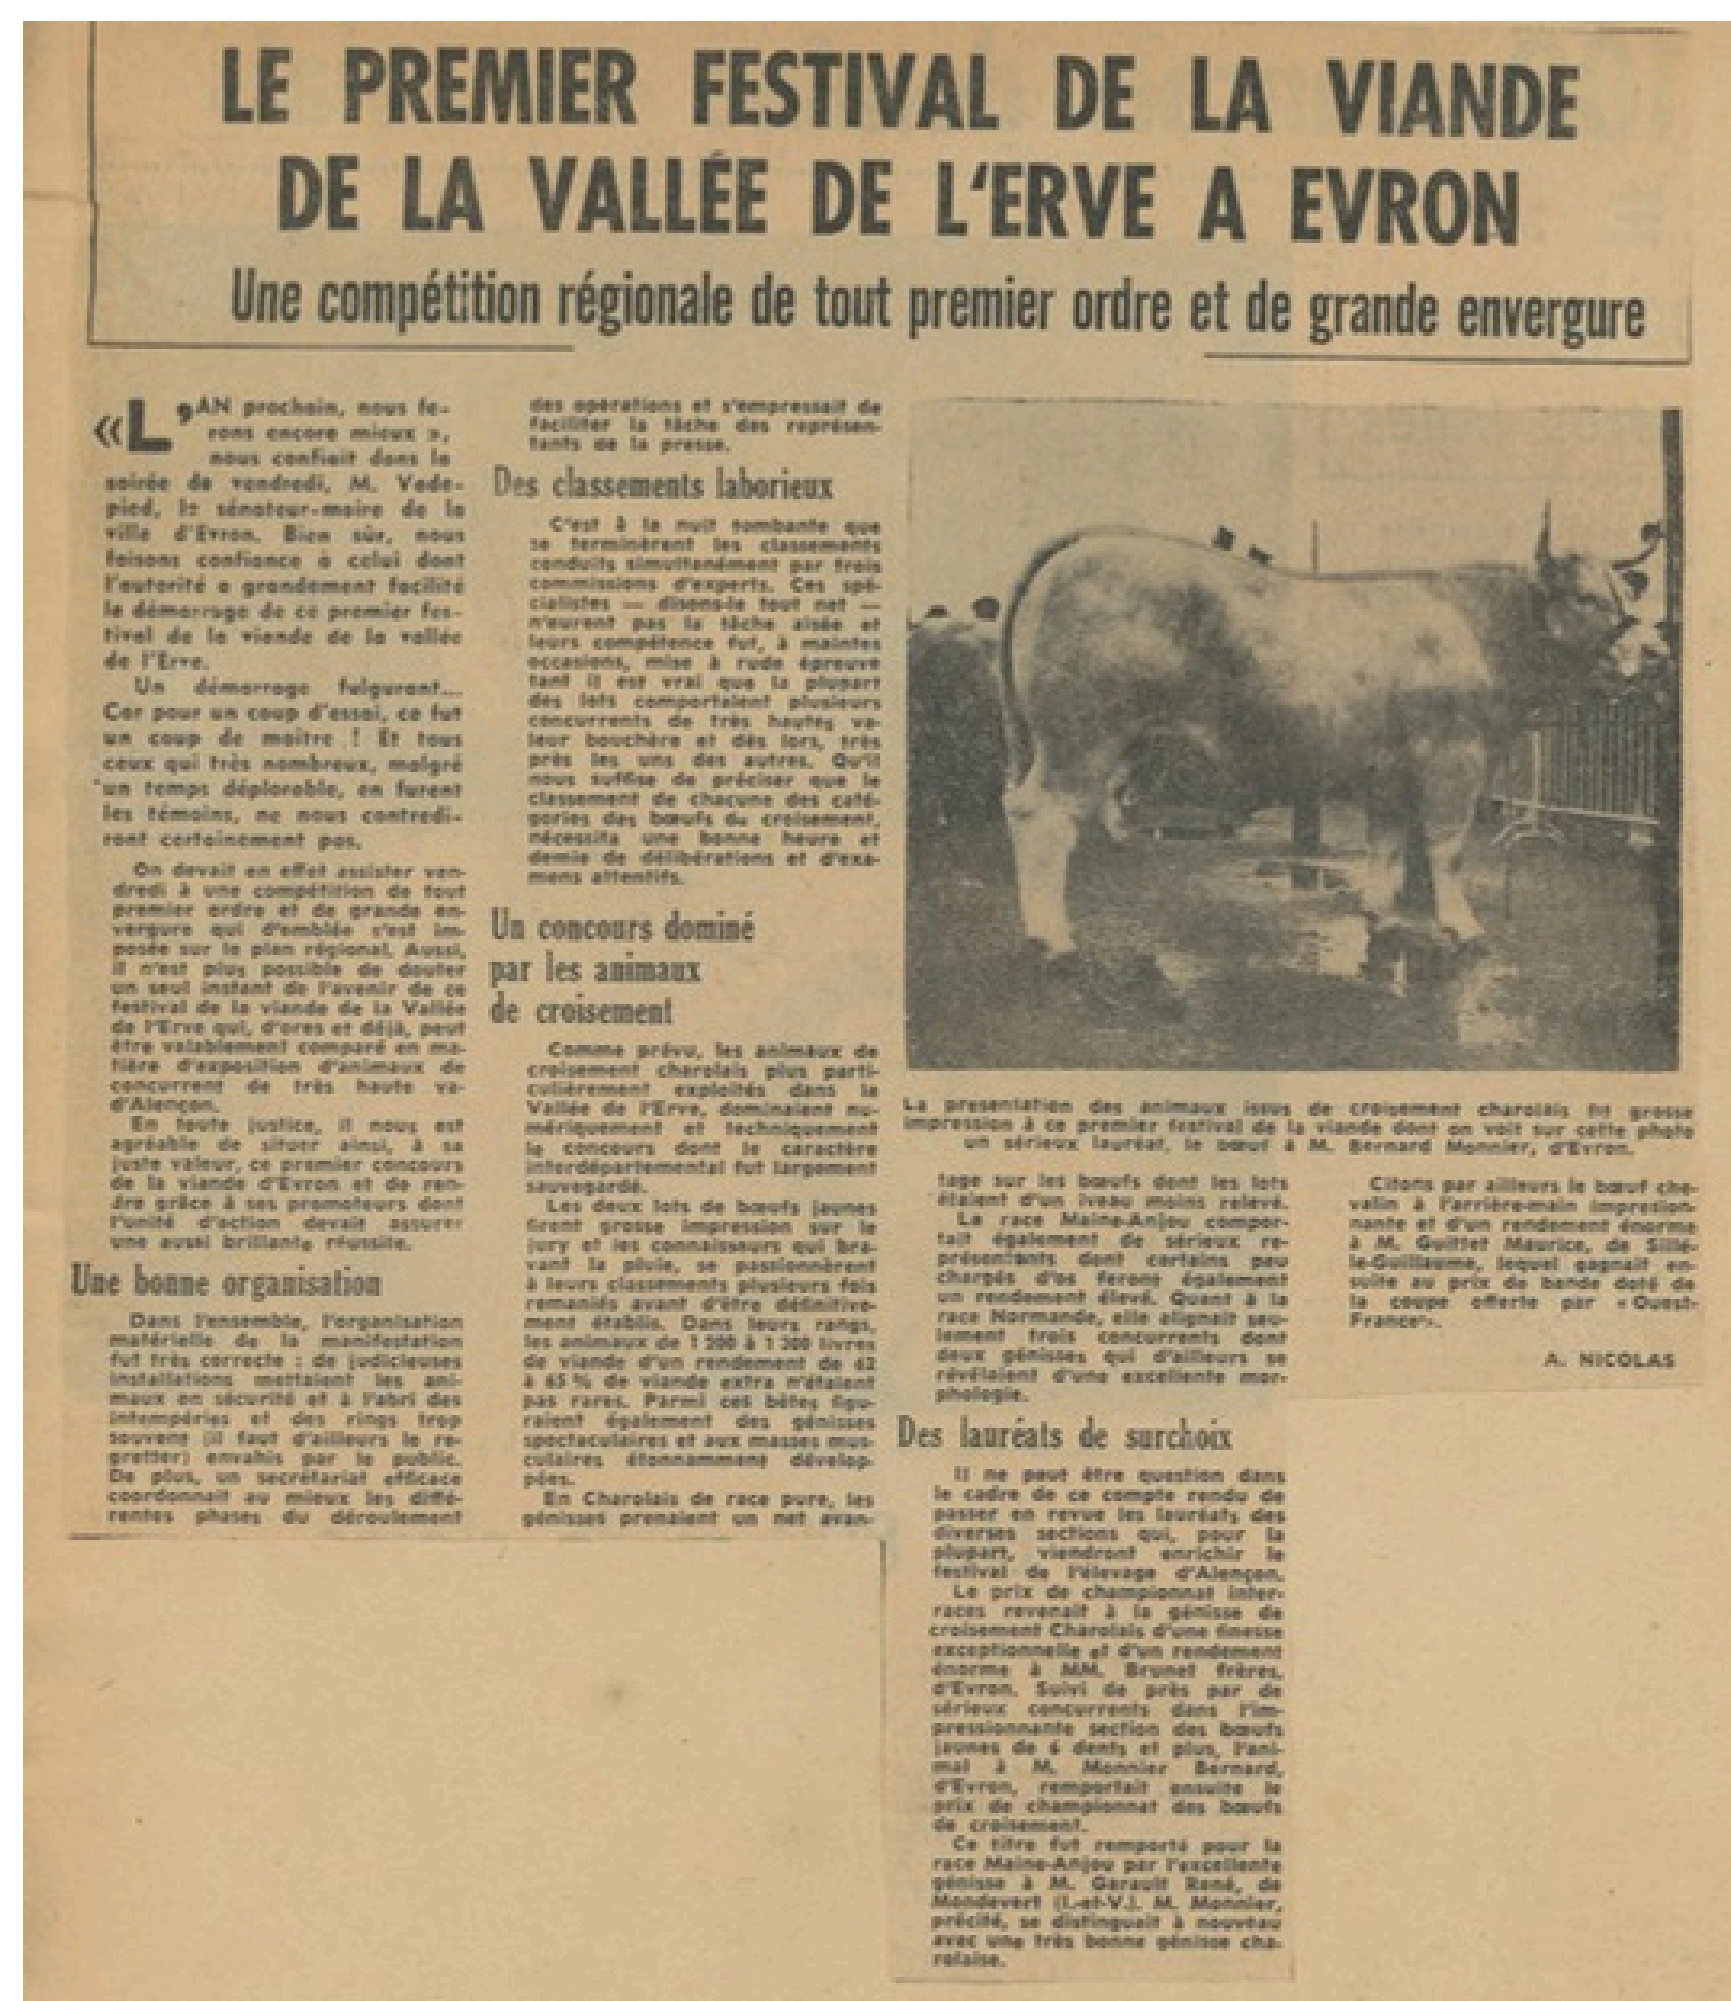 LE PREMIER FESTIVAL DE LA VIANDE
DE LA VALLÉE DE L'ERVE A EVRON
Une compétition régionale de tout premier ordre et de grande envergure
«L'AN prochain, nous fe-
rons encore mieux »,
nous confiait dans la
soirée de vendredi, M. Vade-
pied, le sénateur-maire de la
ville d'Evron. Bien sûr, nous
faisons confiance à celui dont
l'autorité a grandement facilité
le démarrage de ce premier fes-
tival de la viande de la vallée
de l'Erve.
Un démarrage fulgurant...
Car pour un coup d'essai, ce fut
un coup de maître ! Et tous
ceux qui très nombreux, malgré
un temps déplorable, en furent
les témoins, ne nous contredi-
ront certainement pas.
On devait en effet assister ven-
dredi à une compétition de tout
premier ordre et de grande en-
vergure qui d'emblée s'est im-
posée sur le plan régional. Aussi,
il n'est plus possible de douter
un seul instant de l'avenir de ce
festival de la viande de la Vallée
de l'Erve qui, d'ores et déjà, peut
être valablement comparé en ma-
tière d'exposition d'animaux de
concurrent de très haute va-
d'Alençon.
En toute justice, il nous est
agréable de situer ainsi, à sa
juste valeur, ce premier concours
de la viande d'Evron et de ren-
dre grâce à ses promoteurs dont
l'unité d'action devait assurer
une aussi brillante réussite.
Une bonne organisation
Dans l'ensemble, l'organisation
matérielle de la manifestation
fut très correcte : de judicieuses
installations mettaient les ani-
maux en sécurité et à l'abri des
intempéries et des rings trop
souvent (il faut d'ailleurs le re-
gretter) envahis par le public.
De plus, un secrétariat efficace
coordonnait au mieux les diffé-
rentes phases du déroulement
des opérations et s'empressait de
faciliter la tâche des représen-
tants de la presse.
Des classements laborieux
C'est à la nuit tombante que
se terminèrent les classements
conduits simultanément par trois
commissions d'experts. Ces spé-
cialistes — disons-le tout net —
n'eurent pas la tâche aisée et
leurs compétence fut, à maintes
occasions, mise à rude épreuve
tant il est vrai que la plupart
des lots comportaient plusieurs
concurrents de très hautes va-
leur bouchère et dès lors, très
près les uns des autres. Qu'il
nous suffise de préciser que le
classement de chacune des caté-
gories des bœufs du croisement,
nécessita une bonne heure et
demie de délibérations et d'exa-
mens attentifs.
Un concours dominé
par les animaux
de croisement
Comme prévu, les animaux de
croisement charolais plus parti-
culièrement exploités dans la
Vallée de l'Erve, dominaient nu-
mériquement et techniquement
le concours dont le caractère
interdépartemental fut largement
sauvegardé.
Les deux lots de bœufs jaunes
firent grosse impression sur le
jury et les connaisseurs qui bra-
vant la pluie, se passionnèrent
à leurs classements plusieurs fois
remaniés avant d'être définitive-
ment établis. Dans leurs rangs,
les animaux de 1 200 à 1 300 livres
de viande d'un rendement de 62
à 65 % de viande extra n'étaient
pas rares. Parmi ces bêtes figu-
raient également des génisses
spectaculaires et aux masses mus-
culaires étonnamment dévelop-
pées.
En Charolais de race pure, les
génisses prenaient un net avan-
La presentation des animaux issus de croisement charolais fit grosse
impression à ce premier festival de la viande dont on voit sur cette photo
un sérieux lauréat, le bœuf à M. Bernard Monnier, d'Evron.
tage sur les bœufs dont les lots
étaient d'un iveau moins relevé.
La race Maine-Anjou compor-
tait également de sérieux re-
présentants dont certains peu
chargés d'os feront également
un rendement élevé. Quant à la
race Normande, elle alignait seu-
lement trois concurrents dont
deux génisses qui d'ailleurs se
révélaient d'une excellente mor-
phologie.
Des lauréats de surchoix
Il ne peut être question dans
le cadre de ce compte rendu de
passer en revue les lauréats des
diverses sections qui, pour la
plupart, viendront enrichir le
festival de l'élevage d'Alençon.
Le prix de championnat inter-
races revenait à la génisse de
croisement Charolais d'une finesse
exceptionnelle et d'un rendement
énorme à MM. Brunet frères,
d'Evron. Suivi de près par de
sérieux concurrents dans l'im-
pressionnante section des bœufs
jaunes de 6 dents et plus, l'ani-
mal à M. Monnier Bernard,
d'Evron, remportait ensuite le
prix de championnat des bœufs
de croisement.
Ce titre fut remporté pour la
race Maine-Anjou par l'excellente
génisse à M. Garault René, de
Mondevert (I.-et-V.). M. Monnier,
précité, se distinguait à nouveau
avec une très bonne génisse cha-
rolaise.
Citons par ailleurs le bœuf che-
valin à l'arrière-main impresion-
nante et d'un rendement énorme
à M. Guittet Maurice, de Sillé-
le-Guillaume, lequel gagnait en-
suite au prix de bande doté de
la coupe offerte par «Ouest-
France».
A. NICOLAS